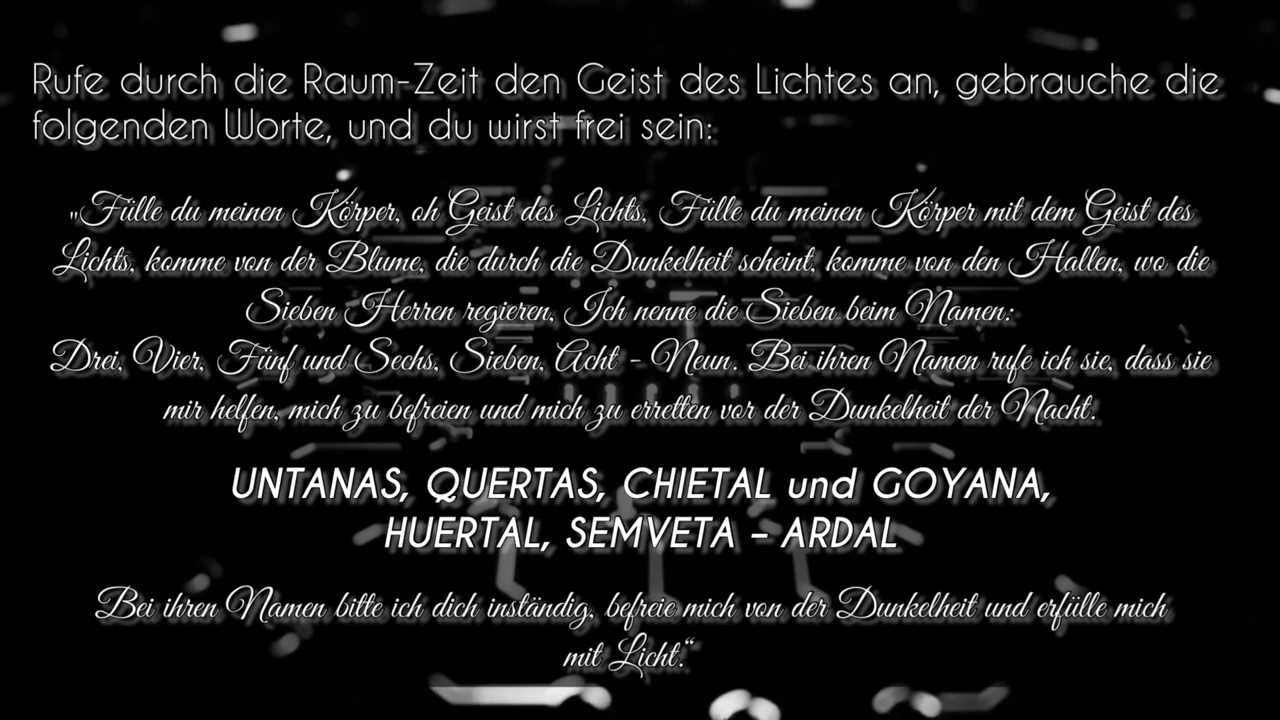 Rufe durch die Raum-Zeit den Geist des Lichtes an, gebrauche die
folgenden Worte, und du wirst frei sein:
"Fülle du meinen Körper, oh Geist des Lichts, Fülle du meinen Körper mit dem Geist des
Lichts, komme von der Blume, die durch die Dunkelheit scheint, komme von den Hallen, wo die
Sieben Herren regieren, Ich nenne die Sieben beim Namen:
Drei, Vier, Fünf und Sechs, Sieben, Acht - Neun. Bei ihren Namen rufe ich sie, dass sie
mir helfen, mich zu befreien und mich zu erretten vor der Dunkelheit der Nacht.
UNTANAS, QUERTAS, CHIETAL und GOYANA,
HUERTAL, SEMVETA – ARDAL
Bei ihren Namen bitte ich dich inständig, befreie mich von der Dunkelheit und erfülle mich
mit Licht.“